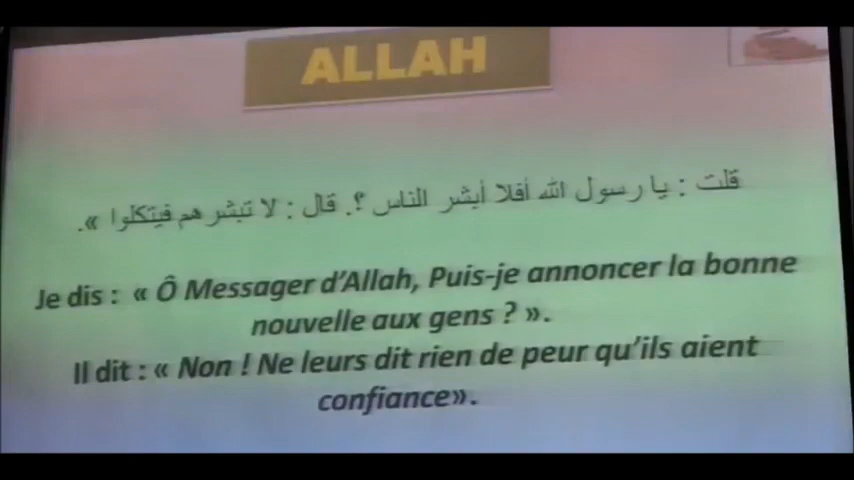 ALLAH
قلت : يا رسول الله أفلا أبشر الناس ؟. قال : لا تبشرهم فيتكلوا ».
Je dis : « Ô Messager d’Allah, Puis-je annoncer la bonne
nouvelle aux gens ? ».
Il dit : « Non ! Ne leurs dit rien de peur qu’ils aient
confiance».